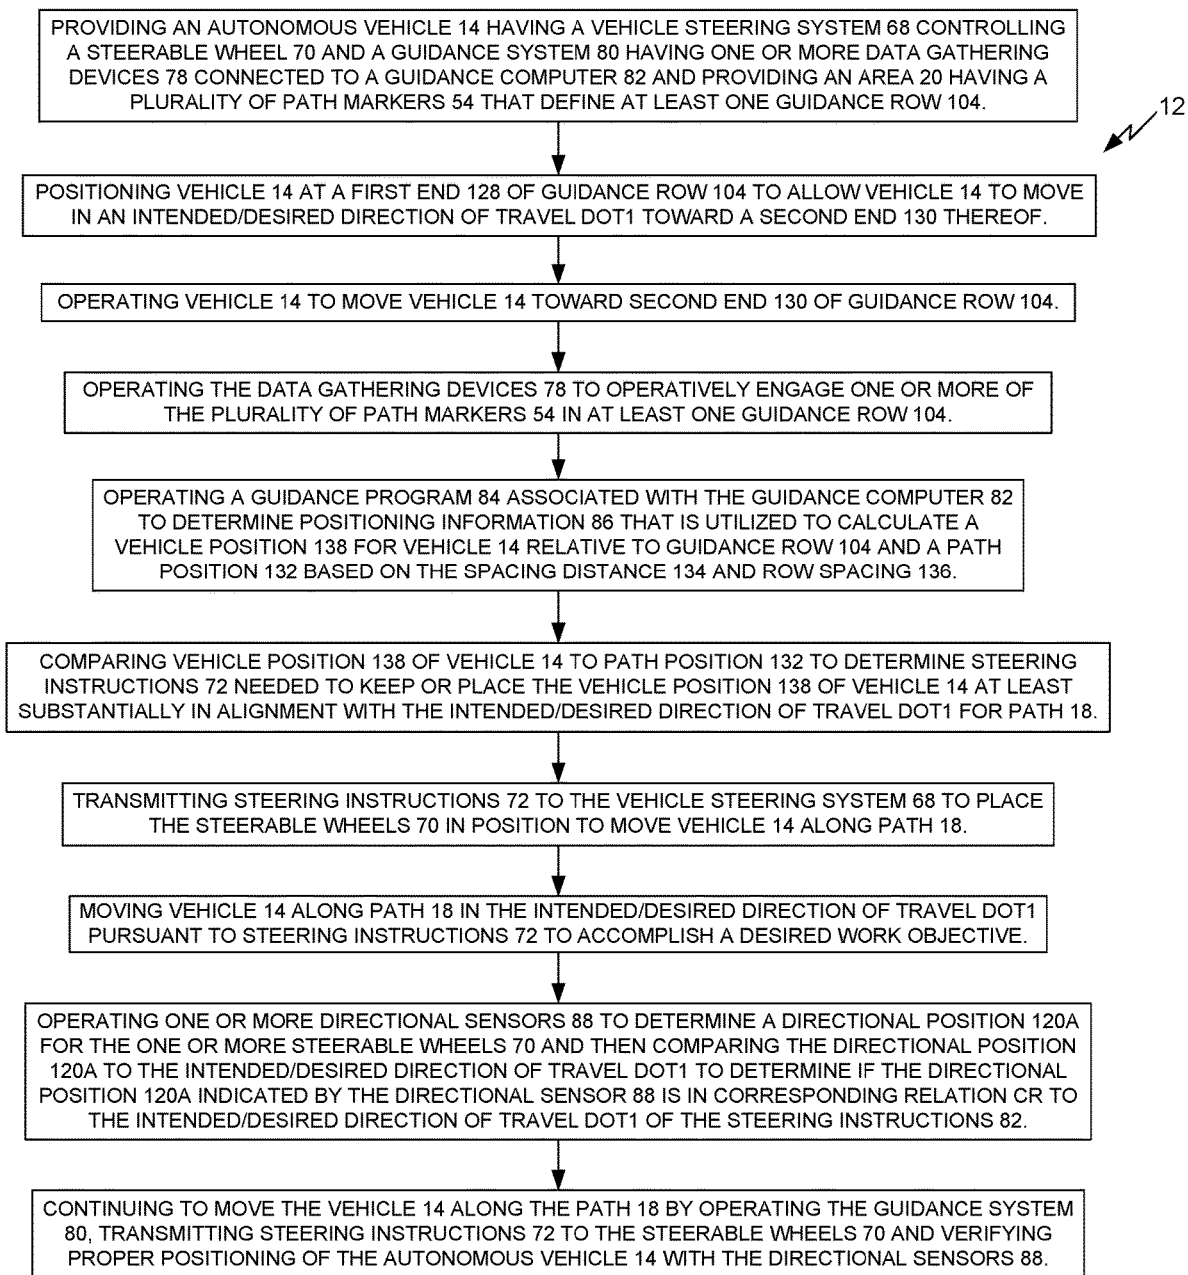 PROVIDING AN AUTONOMOUS VEHICLE 14 HAVING A VEHICLE STEERING SYSTEM 68 CONTROLLING
A STEERABLE WHEEL 70 AND A GUIDANCE SYSTEM 80 HAVING ONE OR MORE DATA GATHERING
DEVICES 78 CONNECTED TO A GUIDANCE COMPUTER 82 AND PROVIDING AN AREA 20 HAVING A
PLURALITY OF PATH MARKERS 54 THAT DEFINE AT LEAST ONE GUIDANCE ROW 104.
12
POSITIONING VEHICLE 14 AT A FIRST END 128 OF GUIDANCE ROW 104 TO ALLOW VEHICLE 14 TO MOVE
IN AN INTENDED/DESIRED DIRECTION OF TRAVEL DOT1 TOWARD A SECOND END 130 THEREOF.
OPERATING VEHICLE 14 TO MOVE VEHICLE 14 TOWARD SECOND END 130 OF GUIDANCE ROW 104.
OPERATING THE DATA GATHERING DEVICES 78 TO OPERATIVELY ENGAGE ONE OR MORE OF
THE PLURALITY OF PATH MARKERS 54 IN AT LEAST ONE GUIDANCE ROW 104.
OPERATING A GUIDANCE PROGRAM 84 ASSOCIATED WITH THE GUIDANCE COMPUTER 82
TO DETERMINE POSITIONING INFORMATION 86 THAT IS UTILIZED TO CALCULATE A
VEHICLE POSITION 138 FOR VEHICLE 14 RELATIVE TO GUIDANCE ROW 104 AND A PATH
POSITION 132 BASED ON THE SPACING DISTANCE 134 AND ROW SPACING 136.
COMPARING VEHICLE POSITION 138 OF VEHICLE 14 TO PATH POSITION 132 TO DETERMINE STEERING
INSTRUCTIONS 72 NEEDED TO KEEP OR PLACE THE VEHICLE POSITION 138 OF VEHICLE 14 AT LEAST
SUBSTANTIALLY IN ALIGNMENT WITH THE INTENDED/DESIRED DIRECTION OF TRAVEL DOT1 FOR PATH 18.
TRANSMITTING STEERING INSTRUCTIONS 72 TO THE VEHICLE STEERING SYSTEM 68 TO PLACE
THE STEERABLE WHEELS 70 IN POSITION TO MOVE VEHICLE 14 ALONG PATH 18.
MOVING VEHICLE 14 ALONG PATH 18 IN THE INTENDED/DESIRED DIRECTION OF TRAVEL DOT1
PURSUANT TO STEERING INSTRUCTIONS 72 TO ACCOMPLISH A DESIRED WORK OBJECTIVE.
OPERATING ONE OR MORE DIRECTIONAL SENSORS 88 TO DETERMINE A DIRECTIONAL POSITION 120A
FOR THE ONE OR MORE STEERABLE WHEELS 70 AND THEN COMPARING THE DIRECTIONAL POSITION
120A TO THE INTENDED/DESIRED DIRECTION OF TRAVEL DOT1 TO DETERMINE IF THE DIRECTIONAL
POSITION 120A INDICATED BY THE DIRECTIONAL SENSOR 88 IS IN CORRESPONDING RELATION CR TO
THE INTENDED/DESIRED DIRECTION OF TRAVEL DOT1 OF THE STEERING INSTRUCTIONS 82.
CONTINUING TO MOVE THE VEHICLE 14 ALONG THE PATH 18 BY OPERATING THE GUIDANCE SYSTEM
80, TRANSMITTING STEERING INSTRUCTIONS 72 TO THE STEERABLE WHEELS 70 AND VERIFYING
PROPER POSITIONING OF THE AUTONOMOUS VEHICLE 14 WITH THE DIRECTIONAL SENSORS 88.